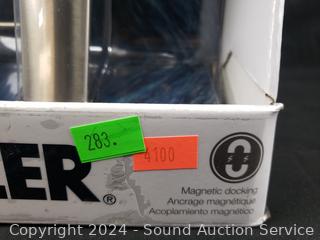 283.
4100
LER®
Magnetic docking
Ancrage magnétique
Acoplamiento magnético
Copyright 2024 - Sound Auction Service